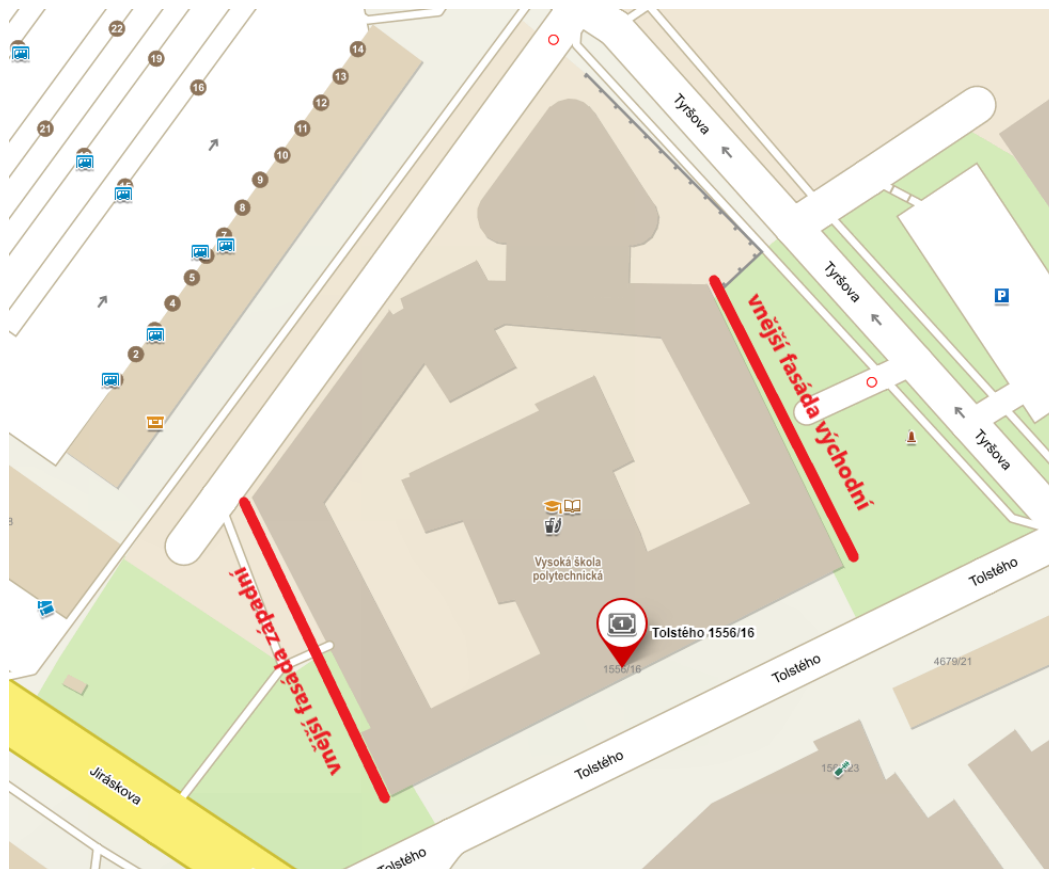 22
14
13
19
16
12
11
21
10
9
8
7
5
4
2
Tyršova
Tyršova
Tyršova
P
vnější fasáda východní
vnější fasáda západní
Vysoká škola
polytechnická
1
Tolstého 1556/16
1556/16
Tolstého
Tolstého
Tolstého
Tolstého
4679/21
Jiráskova